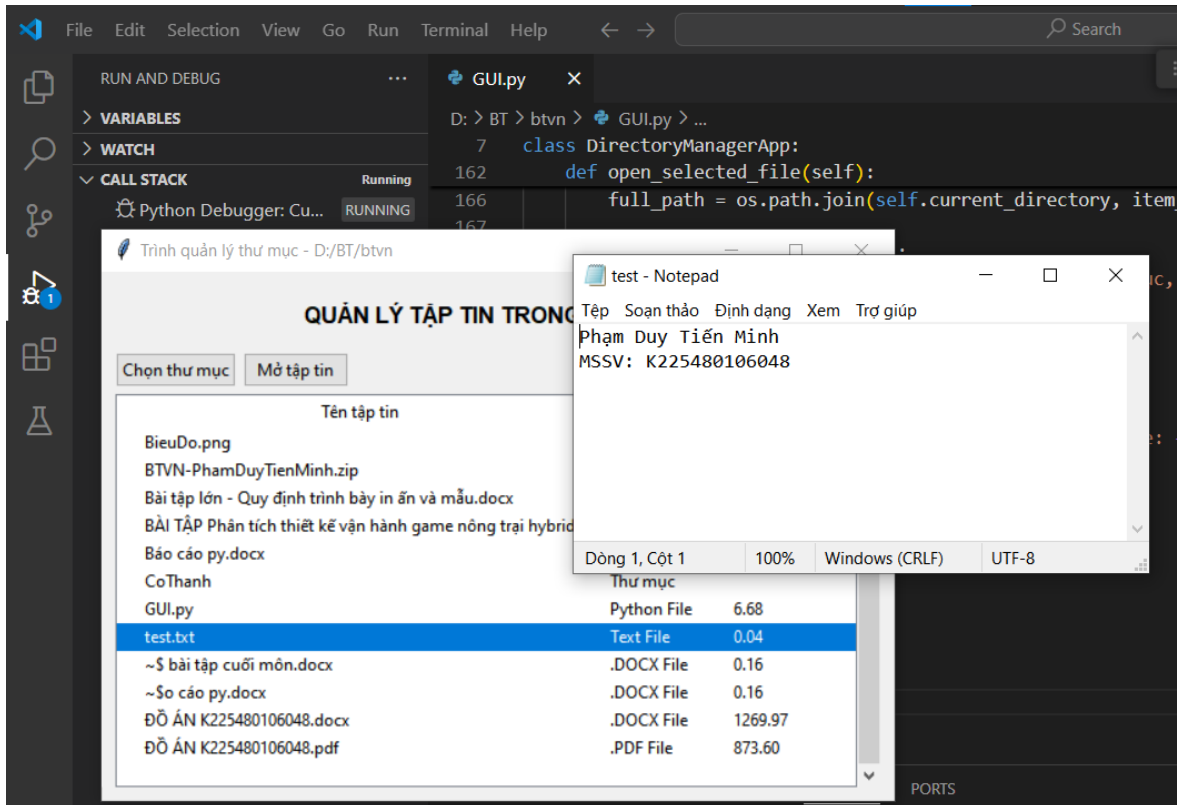 File Edit Selection View Go Run Terminal Help Search
RUN AND DEBUG
GUI.py
VARIABLES
WATCH
CALL STACK Running
Python Debugger: Cu... RUNNING
1
D: > BT > btvn > GUI.py > ...
7 class DirectoryManagerApp:
162 def open_selected_file(self):
166 full_path = os.path.join(self.current_directory, item_
167
Trình quản lý thư mục - D:/BT/btvn
QUẢN LÝ TẬP TIN TRONG
Chọn thư mục Mở tập tin
Tên tập tin
BieuDo.png
BTVN-PhamDuyTienMinh.zip
Bài tập lớn - Quy định trình bày in ấn và mẫu.docx
BÀI TẬP Phân tích thiết kế vận hành game nông trại hybrid
Báo cáo py.docx
CoThanh Thư mục
GUI.py Python File 6.68
test.txt Text File 0.04
~$ bài tập cuối môn.docx .DOCX File 0.16
~$o cáo py.docx .DOCX File 0.16
ĐỒ ÁN K225480106048.docx .DOCX File 1269.97
ĐỒ ÁN K225480106048.pdf .PDF File 873.60
test - Notepad
Tệp Soạn thảo Định dạng Xem Trợ giúp
Phạm Duy Tiến Minh
MSSV: K225480106048
Dòng 1, Cột 1 100% Windows (CRLF) UTF-8
PORTS